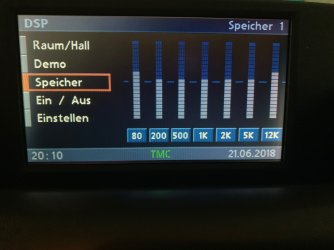 DSP Speicher 1
Raum/Hall
Demo
Speicher
Ein / Aus
Einstellen
80 200 500 1K 2K 5K 12K
20:10 TMC 21.06.2018